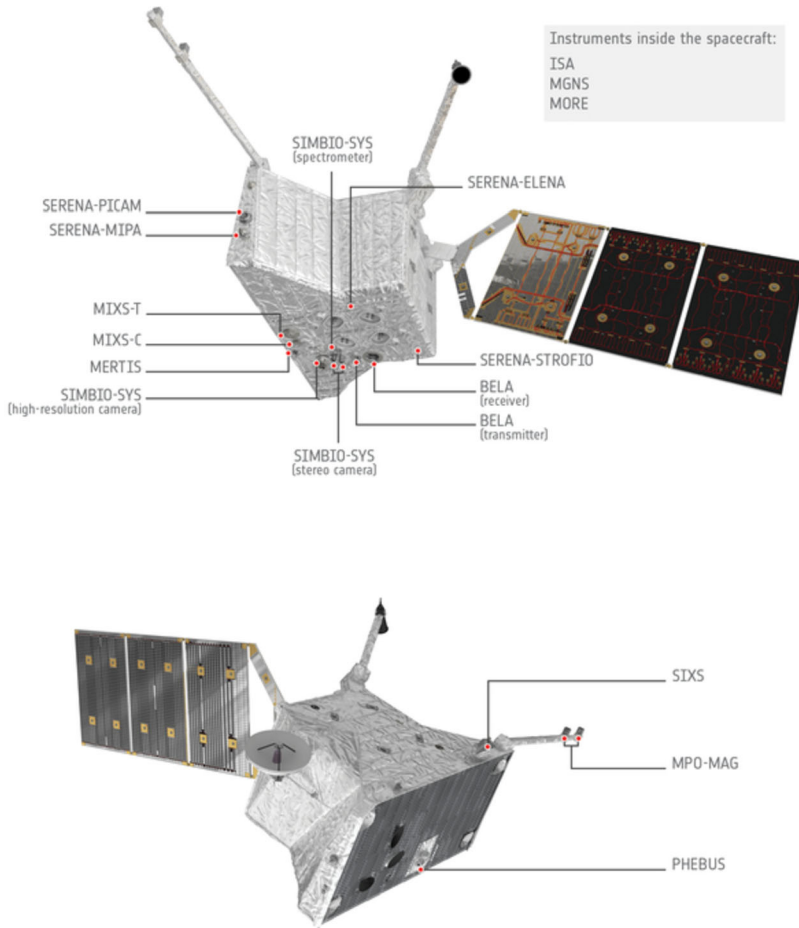 Instruments inside the spacecraft:
ISA
MGNS
MORE
SIMBIO-SYS
(spectrometer)
SERENA-ELENA
SERENA-PICAM
SERENA-MIPA
MIXS-T
MIXS-C
MERTIS
SIMBIO-SYS
(high-resolution camera)
SERENA-STROFIO
BELA
(receiver)
BELA
(transmitter)
SIMBIO-SYS
(stereo camera)
SIXS
MPO-MAG
PHEBUS